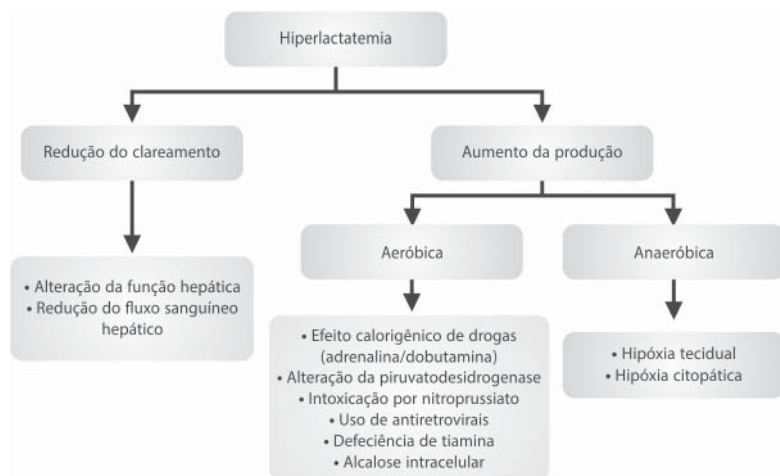 Hiperlactatemia
Redução do clareamento
Aumento da produção
Aeróbica
Anaeróbica
• Alteração da função hepática
• Redução do fluxo sanguíneo
hepático
• Efeito calorigênico de drogas
(adrenalina/dobutamina)
• Alteração da piruvatodesidrogenase
• Intoxicação por nitroprussiato
• Uso de antiretrovirais
• Defeciência de tiamina
• Alcalose intracelular
• Hipóxia tecidual
• Hipóxia citopática